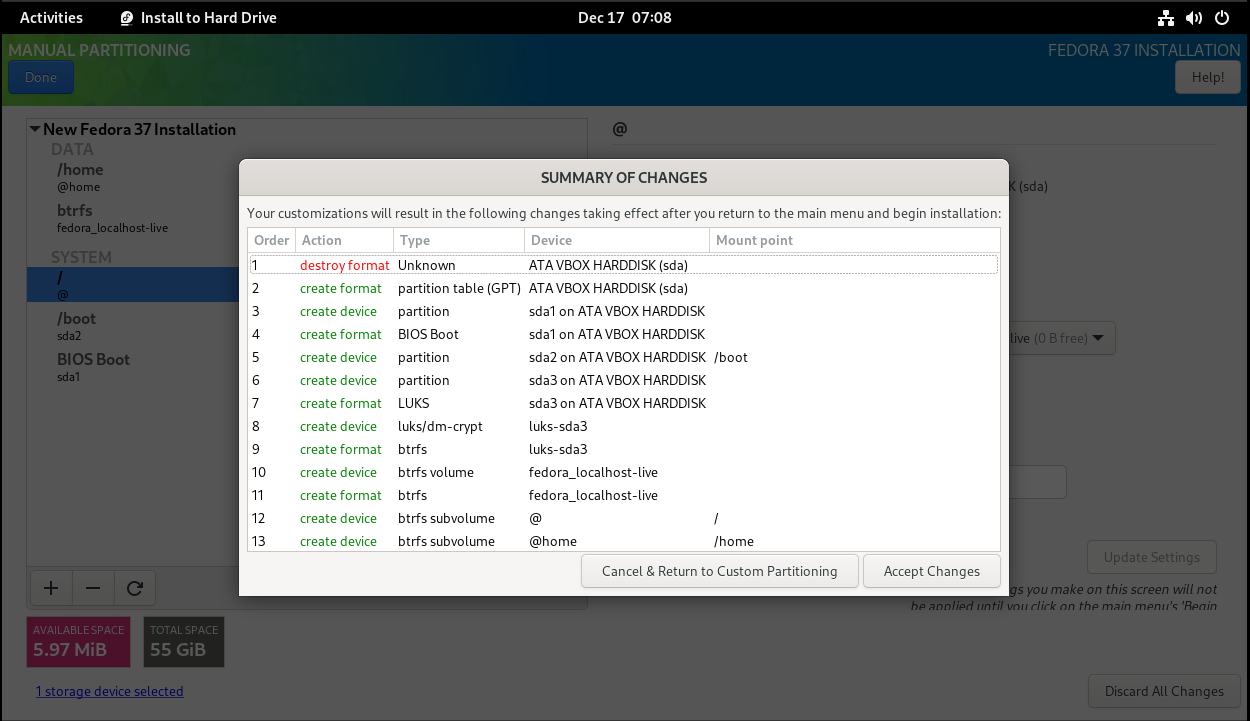 Activities Install to Hard Drive Dec 17 07:08
MANUAL PARTITIONING FEDORA 37 INSTALLATION
Done Help!
New Fedora 37 Installation
DATA
/home
@home
btrfs
fedora_localhost-live
SYSTEM
/
@
/boot
sda2
BIOS Boot
sda1
@
K (sda)
live (0 B free)
SUMMARY OF CHANGES
Your customizations will result in the following changes taking effect after you return to the main menu and begin installation:
Order Action Type Device Mount point
1 destroy format Unknown ATA VBOX HARDDISK (sda)
2 create format partition table (GPT) ATA VBOX HARDDISK (sda)
3 create device partition sda1 on ATA VBOX HARDDISK
4 create format BIOS Boot sda1 on ATA VBOX HARDDISK
5 create device partition sda2 on ATA VBOX HARDDISK /boot
6 create device partition sda3 on ATA VBOX HARDDISK
7 create format LUKS sda3 on ATA VBOX HARDDISK
8 create device luks/dm-crypt luks-sda3
9 create format btrfs luks-sda3
10 create device btrfs volume fedora_localhost-live
11 create format btrfs fedora_localhost-live
12 create device btrfs subvolume @ /
13 create device btrfs subvolume @home /home
Cancel & Return to Custom Partitioning Accept Changes
Update Settings
gs you make on this screen will not
be applied until you click on the main menu's 'Begin
AVAILABLE SPACE
5.97 MiB
TOTAL SPACE
55 GiB
1 storage device selected
Discard All Changes